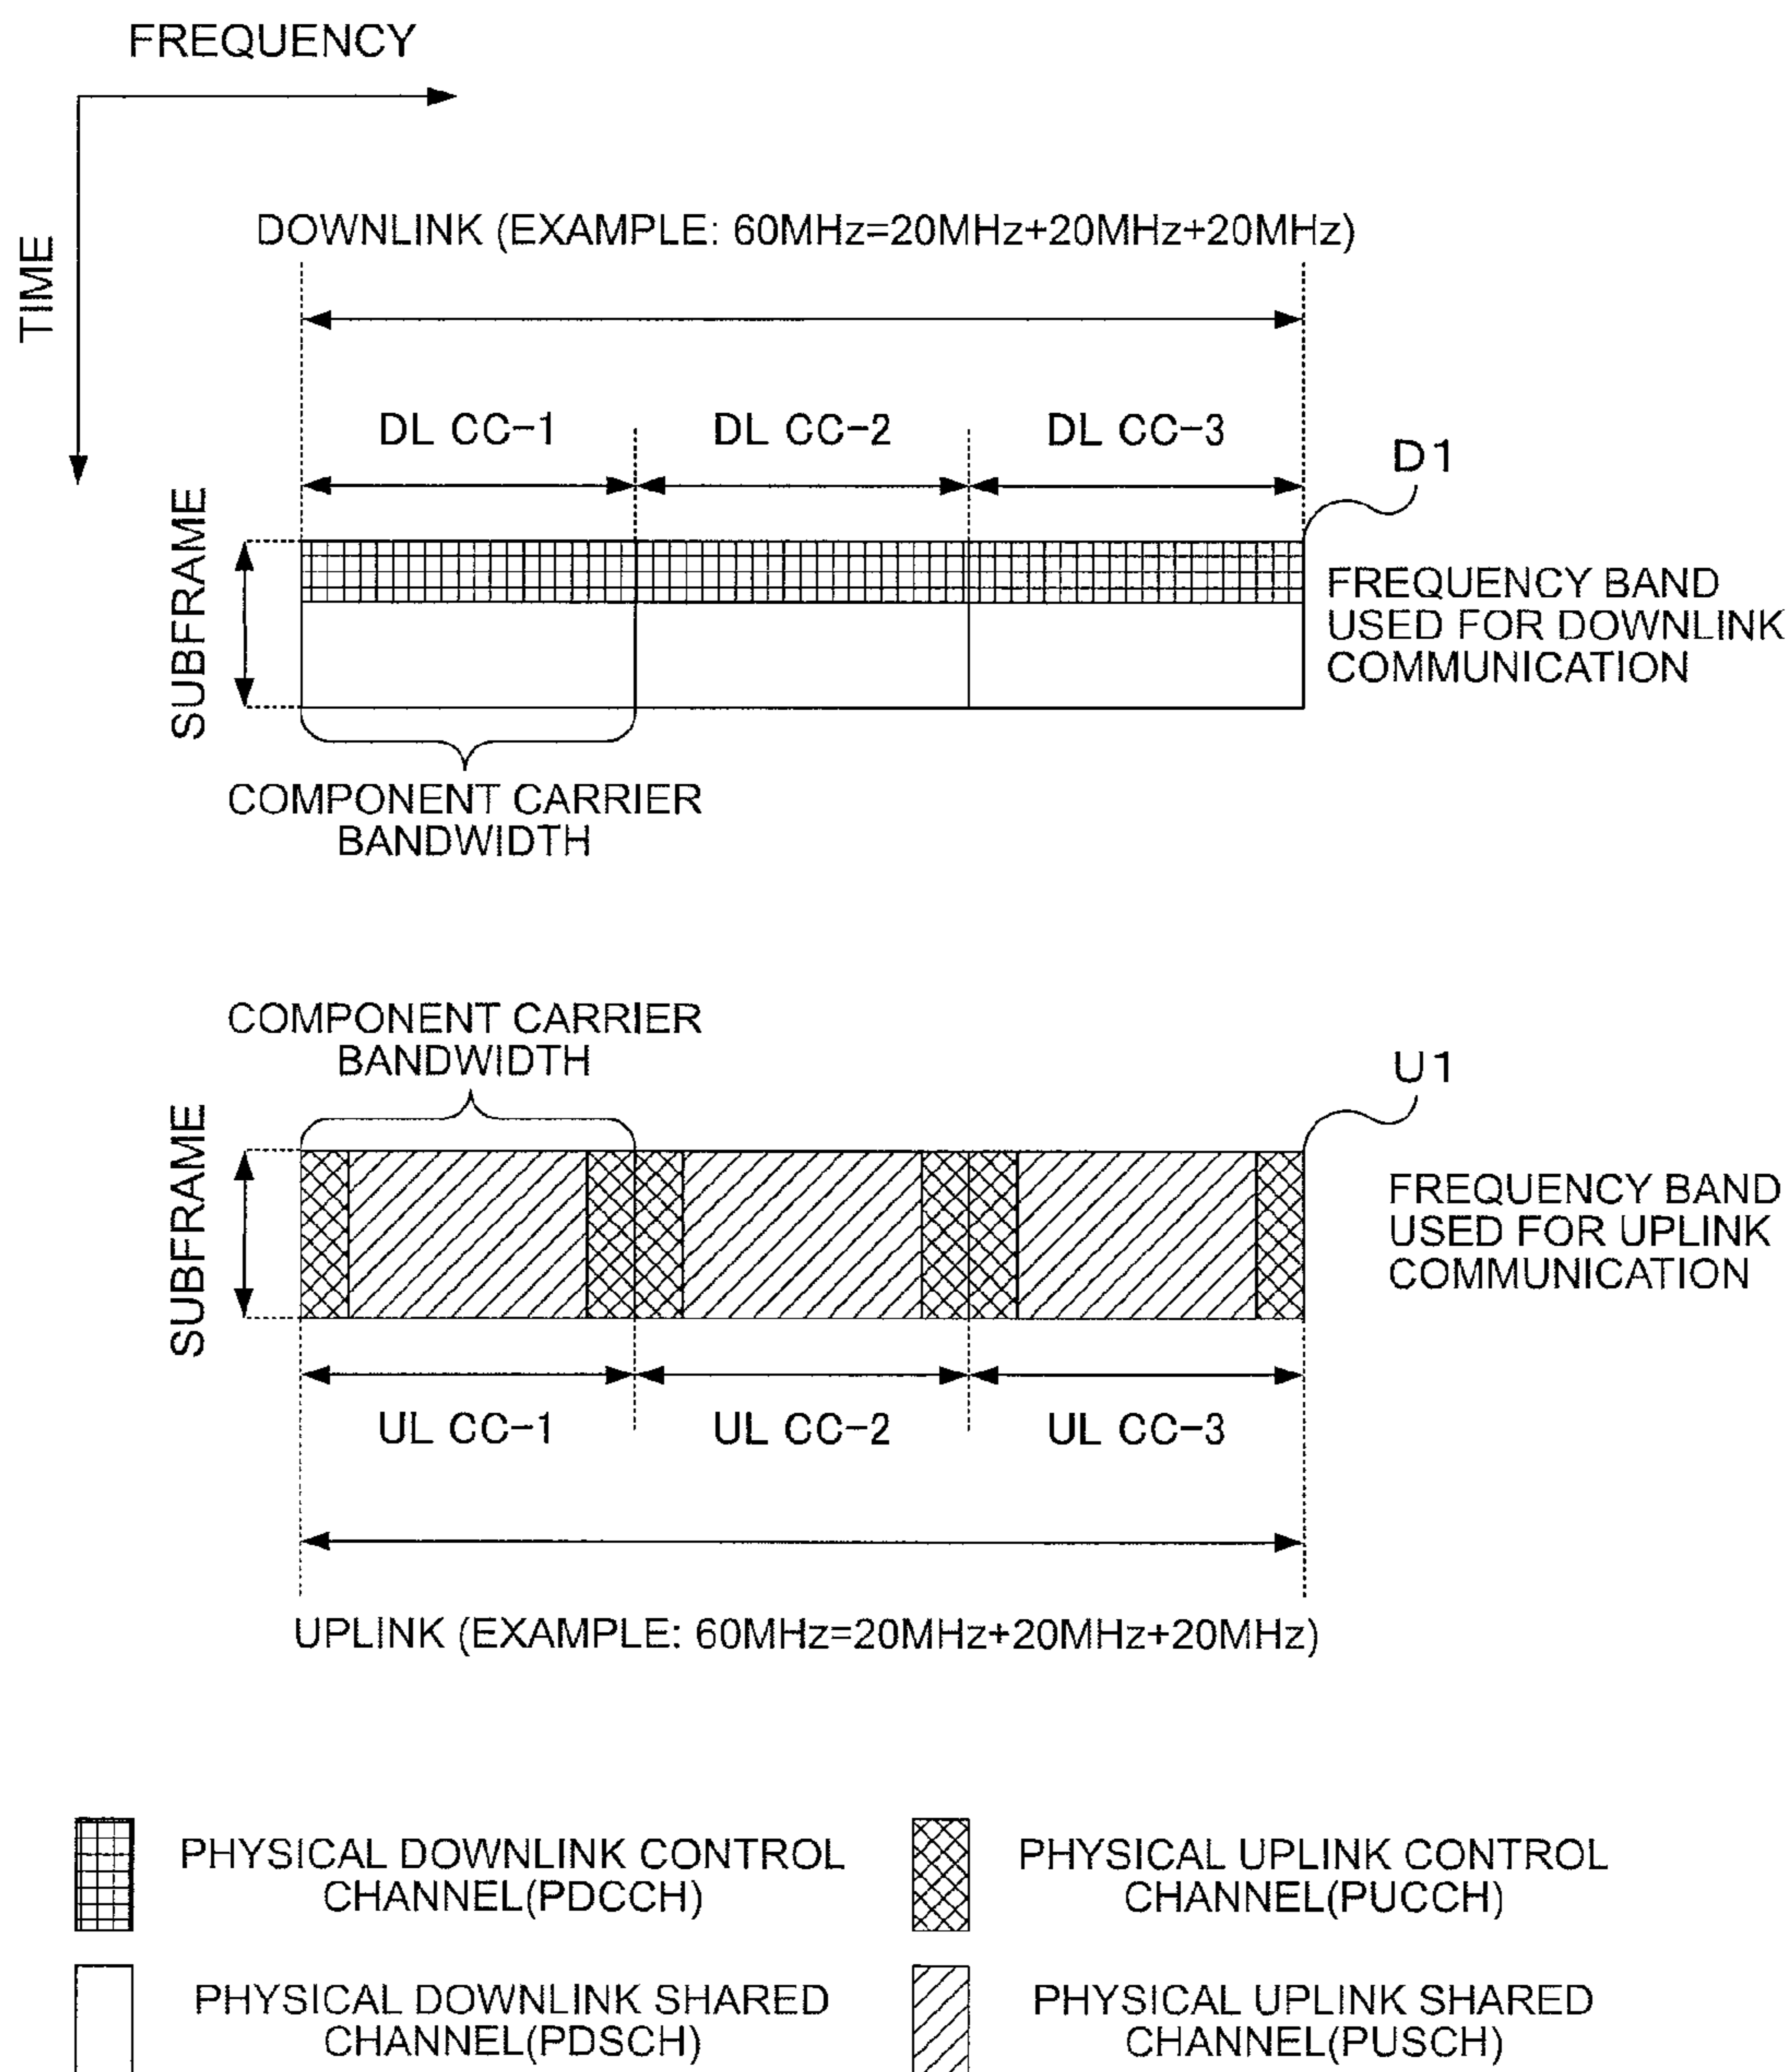 FREQUENCY
TIME
DOWNLINK (EXAMPLE: 60MHz=20MHz+20MHz+20MHz)
DL CC-1
DL CC-2
DL CC-3
D1
SUBFRAME
FREQUENCY BAND
USED FOR DOWNLINK
COMMUNICATION
COMPONENT CARRIER
BANDWIDTH
COMPONENT CARRIER
BANDWIDTH
U1
SUBFRAME
FREQUENCY BAND
USED FOR UPLINK
COMMUNICATION
UL CC-1
UL CC-2
UL CC-3
UPLINK (EXAMPLE: 60MHz=20MHz+20MHz+20MHz)
PHYSICAL DOWNLINK CONTROL
CHANNEL(PDCCH)
PHYSICAL UPLINK CONTROL
CHANNEL(PUCCH)
PHYSICAL DOWNLINK SHARED
CHANNEL(PDSCH)
PHYSICAL UPLINK SHARED
CHANNEL(PUSCH)